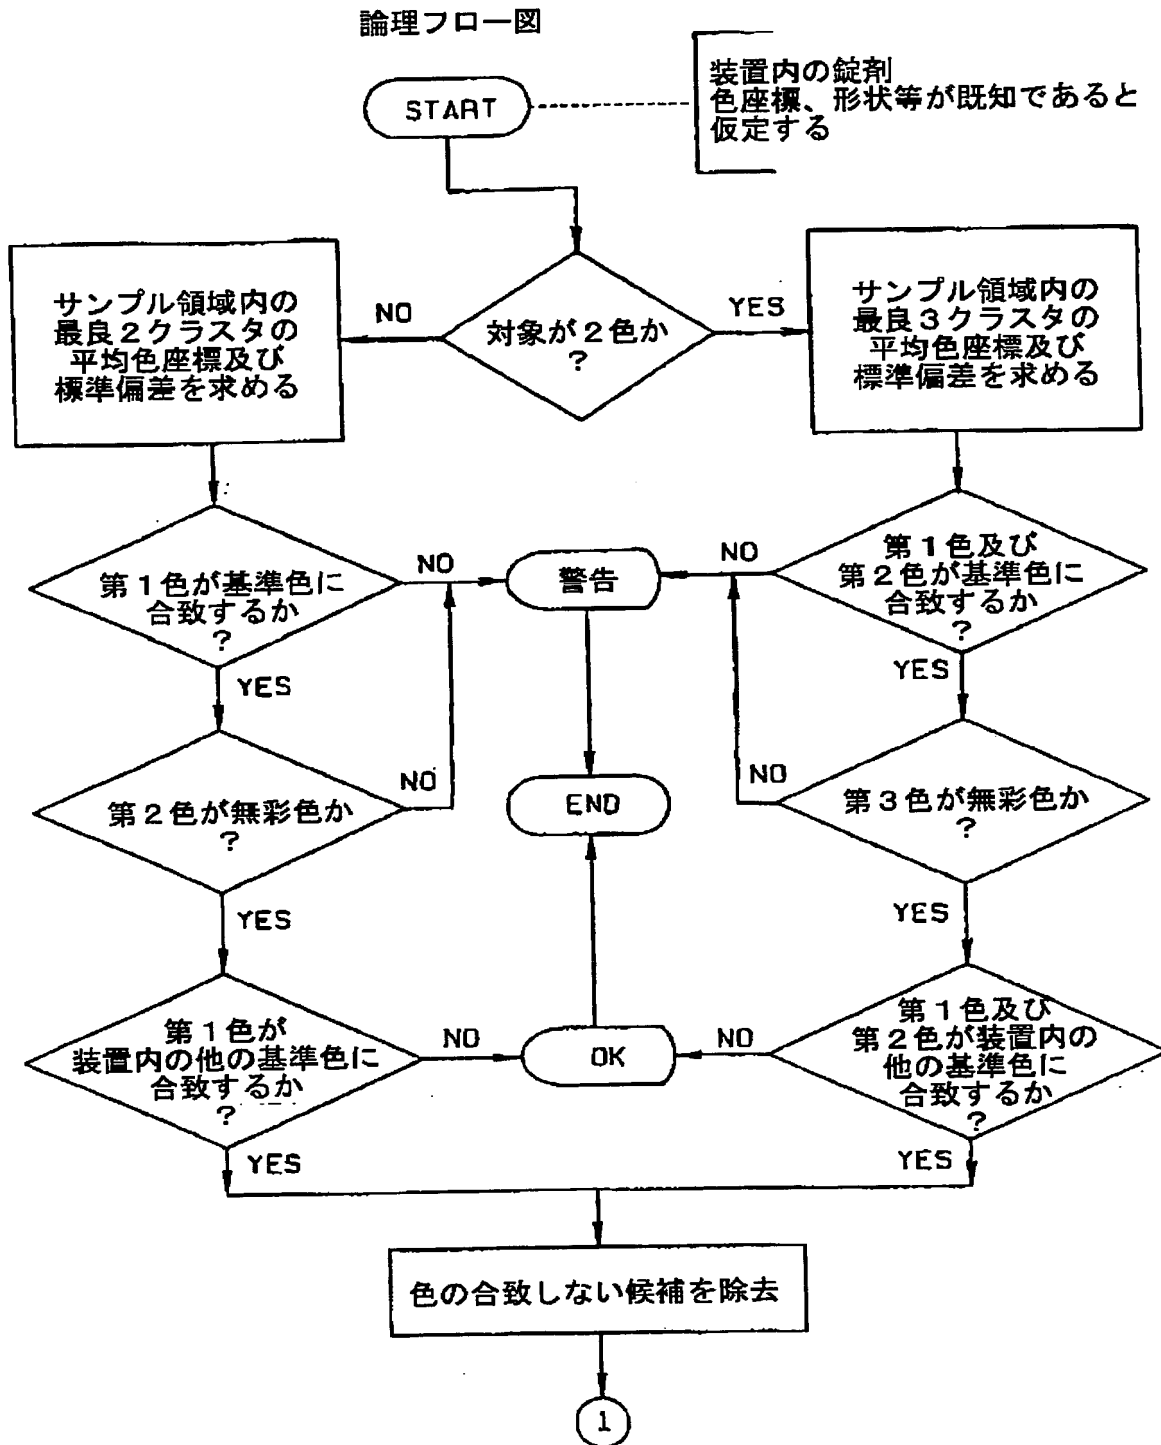 論理フロー図
START
装置内の錠剤
色座標、形状等が既知であると
仮定する
対象が2色か
?
NO
YES
サンプル領域内の
最良2クラスタの
平均色座標及び
標準偏差を求める
サンプル領域内の
最良3クラスタの
平均色座標及び
標準偏差を求める
第1色が基準色に
合致するか
?
NO
YES
警告
第1色及び
第2色が基準色に
合致するか
?
NO
YES
第2色が無彩色か
?
NO
YES
END
第3色が無彩色か
?
NO
YES
第1色が
装置内の他の基準色に
合致するか
?
NO
YES
OK
第1色及び
第2色が装置内の
他の基準色に
合致するか
?
NO
YES
色の合致しない候補を除去
1